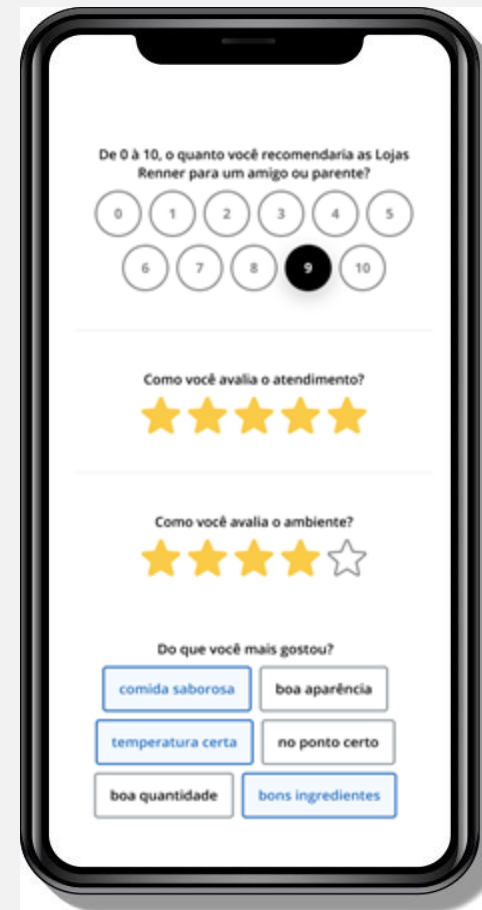 De 0 à 10, o quanto você recomendaria as Lojas
Renner para um amigo ou parente?
0 1 2 3 4 5
6 7 8 9 10
Como você avalia o atendimento?
Como você avalia o ambiente?
Do que você mais gostou?
comida saborosa boa aparência
temperatura certa no ponto certo
boa quantidade bons ingredientes